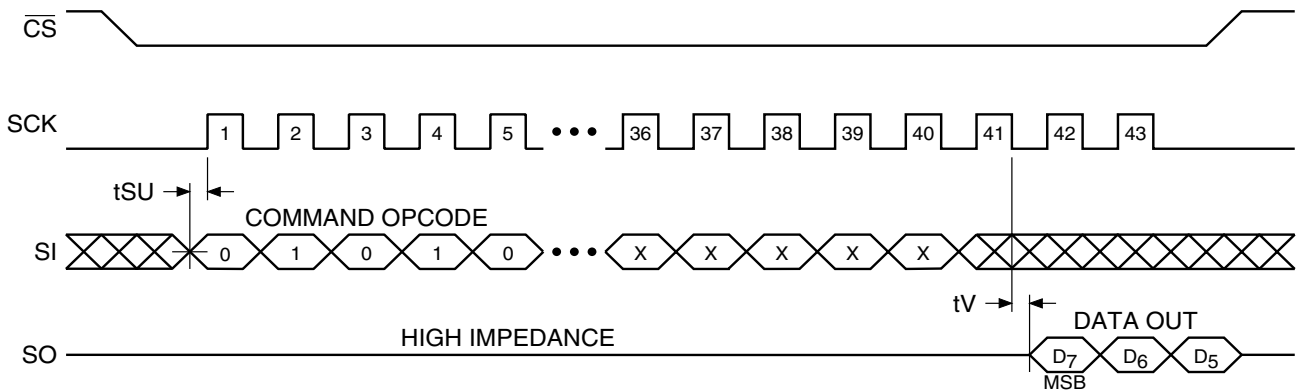 CS
SCK 1 2 3 4 5 ••• 36 37 38 39 40 41 42 43
tSU
COMMAND OPCODE
SI 0 1 0 1 0 ••• X X X X X
tV
DATA OUT
HIGH IMPEDANCE
SO D7 D6 D5
MSB